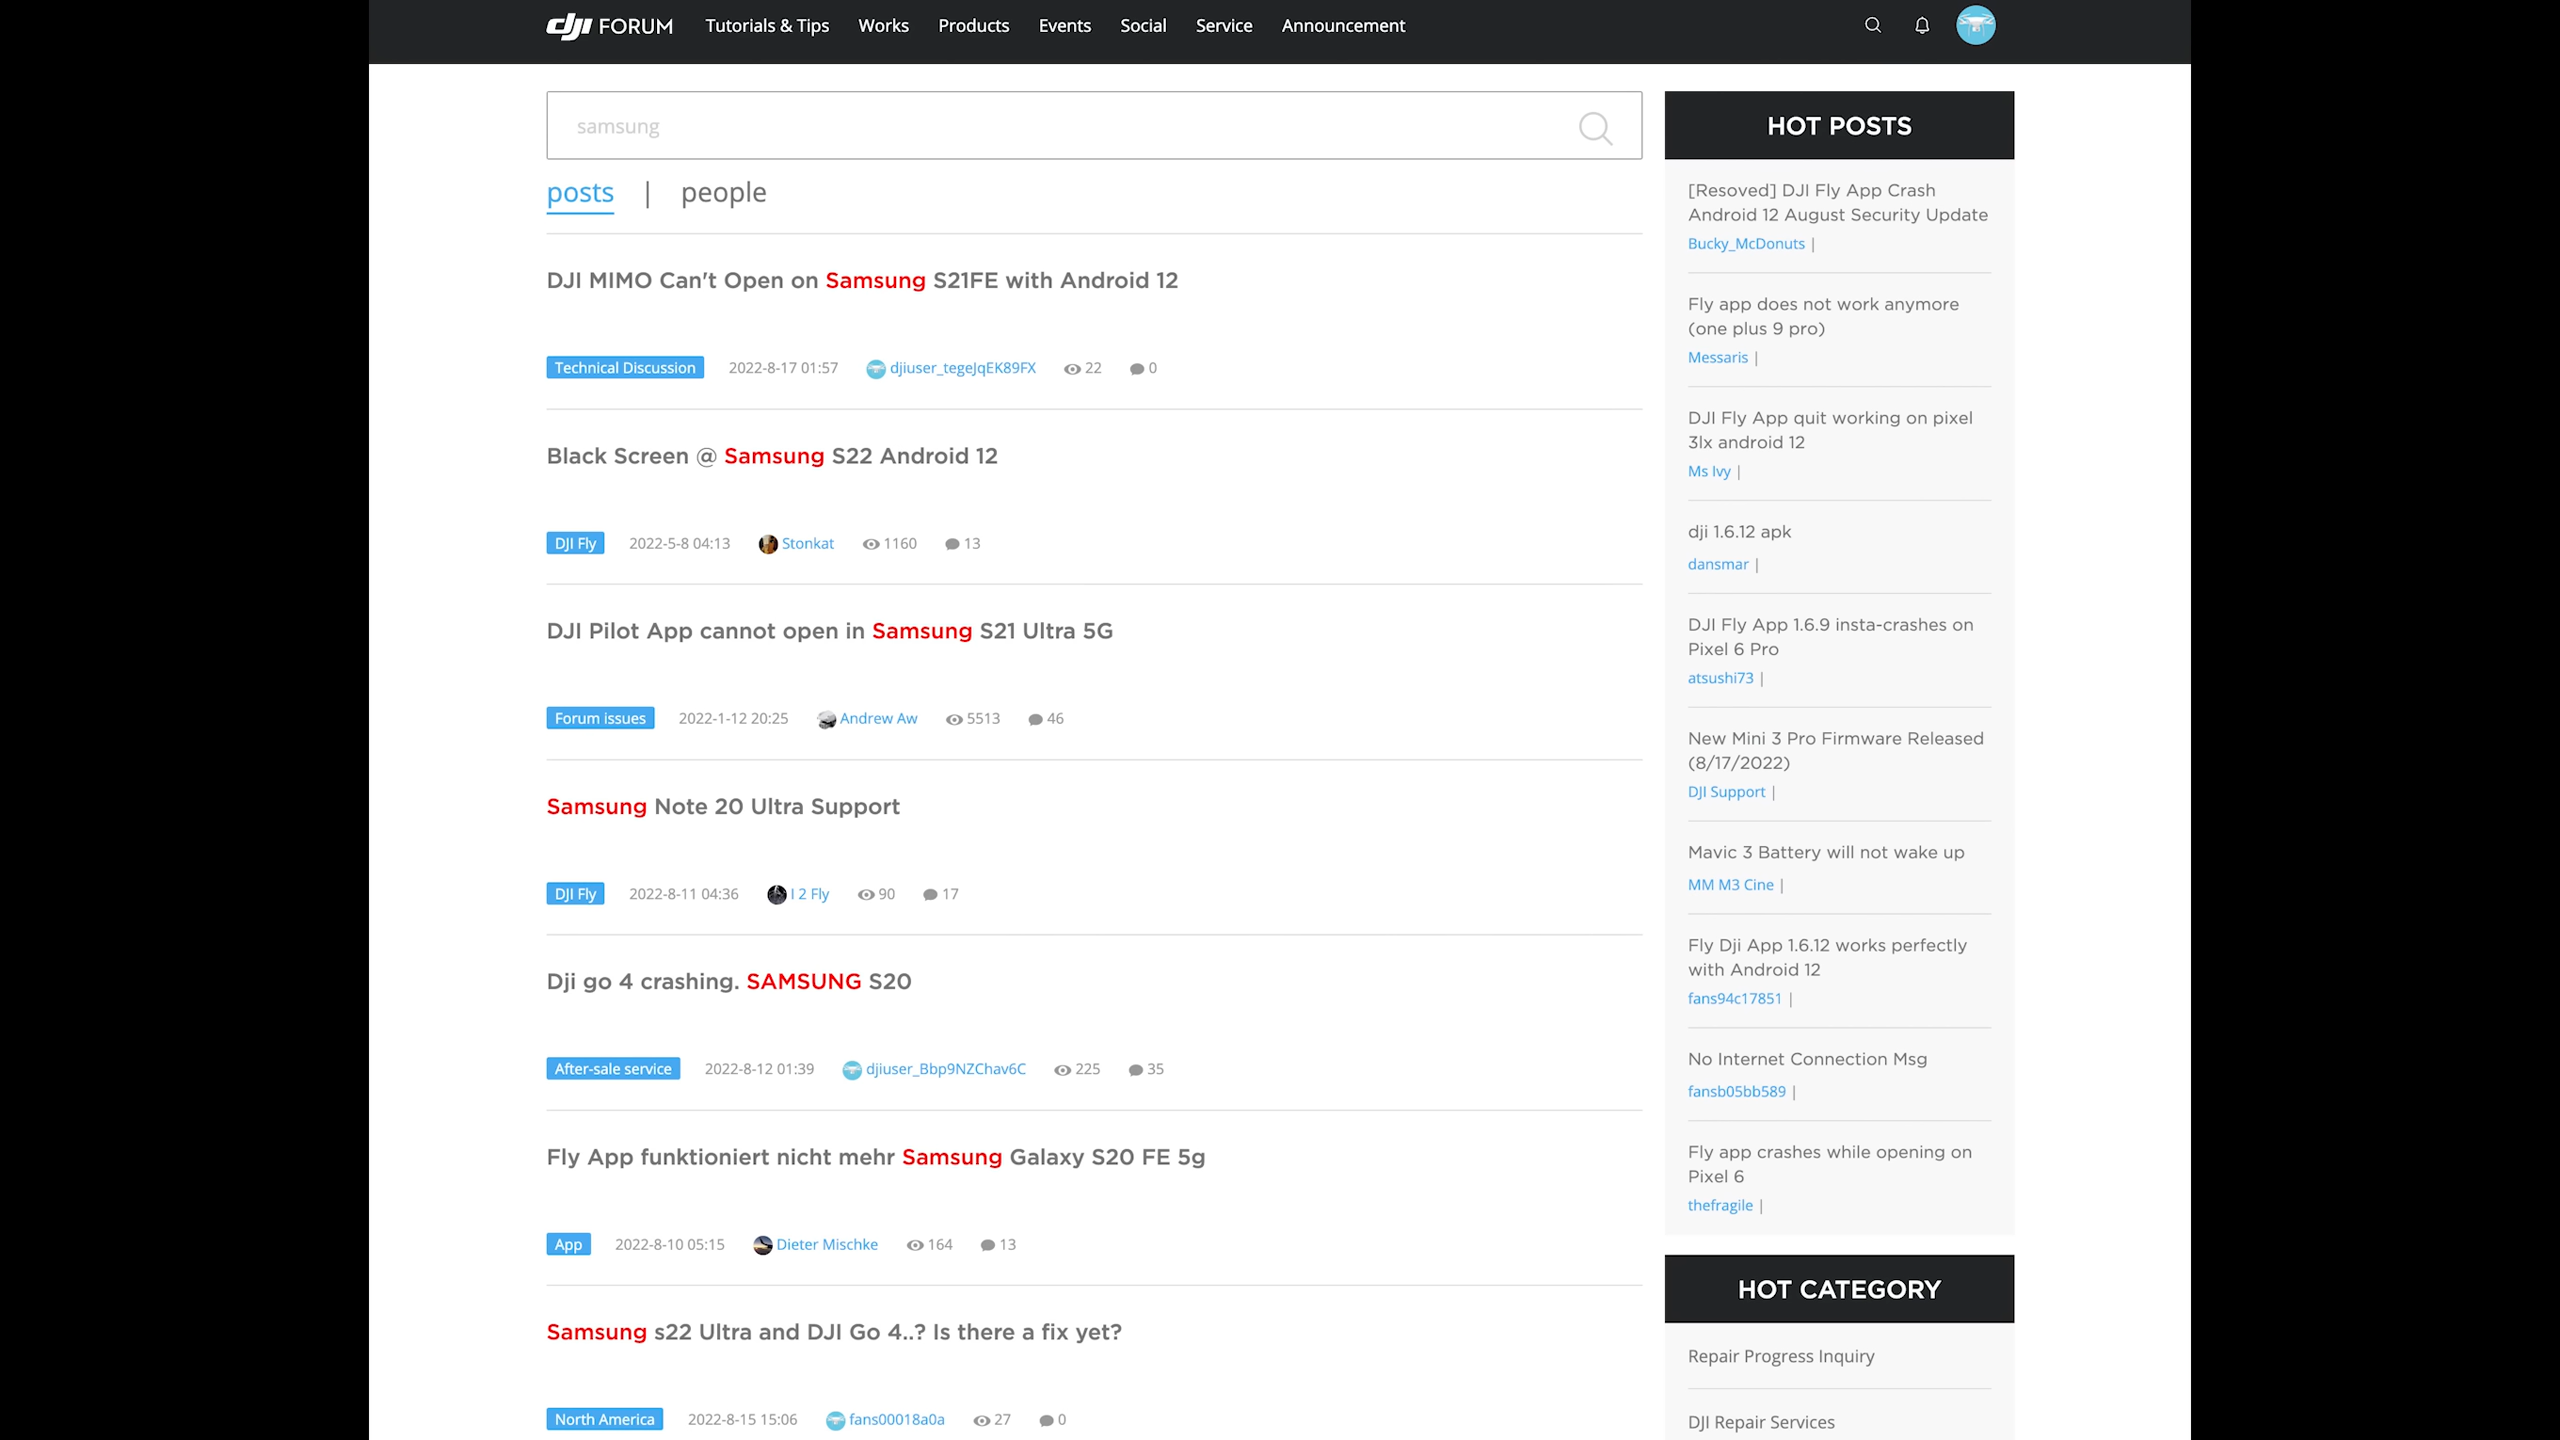 dji FORUM Tutorials & Tips Works Products Events Social Service Announcement
samsung
posts | people
DJI MIMO Can't Open on Samsung S21FE with Android 12
Technical Discussion 2022-8-17 01:57 djiuser_tegeJqEK89FX 22 0
Black Screen @ Samsung S22 Android 12
DJI Fly 2022-5-8 04:13 Stonkat 1160 13
DJI Pilot App cannot open in Samsung S21 Ultra 5G
Forum issues 2022-1-12 20:25 Andrew Aw 5513 46
Samsung Note 20 Ultra Support
DJI Fly 2022-8-11 04:36 I 2 Fly 90 17
Dji go 4 crashing. SAMSUNG S20
After-sale service 2022-8-12 01:39 djiuser_Bbp9NZChav6C 225 35
Fly App funktioniert nicht mehr Samsung Galaxy S20 FE 5g
App 2022-8-10 05:15 Dieter Mischke 164 13
Samsung s22 Ultra and DJI Go 4..? Is there a fix yet?
North America 2022-8-15 15:06 fans00018a0a 27 0
HOT POSTS
[Resoved] DJI Fly App Crash
Android 12 August Security Update
Bucky_McDonuts |
Fly app does not work anymore
(one plus 9 pro)
Messaris |
DJI Fly App quit working on pixel
3lx android 12
Ms Ivy |
dji 1.6.12 apk
dansmar |
DJI Fly App 1.6.9 insta-crashes on
Pixel 6 Pro
atsushi73 |
New Mini 3 Pro Firmware Released
(8/17/2022)
DJI Support |
Mavic 3 Battery will not wake up
MM M3 Cine |
Fly Dji App 1.6.12 works perfectly
with Android 12
fans94c17851 |
No Internet Connection Msg
fansb05bb589 |
Fly app crashes while opening on
Pixel 6
thefragile |
HOT CATEGORY
Repair Progress Inquiry
DJI Repair Services